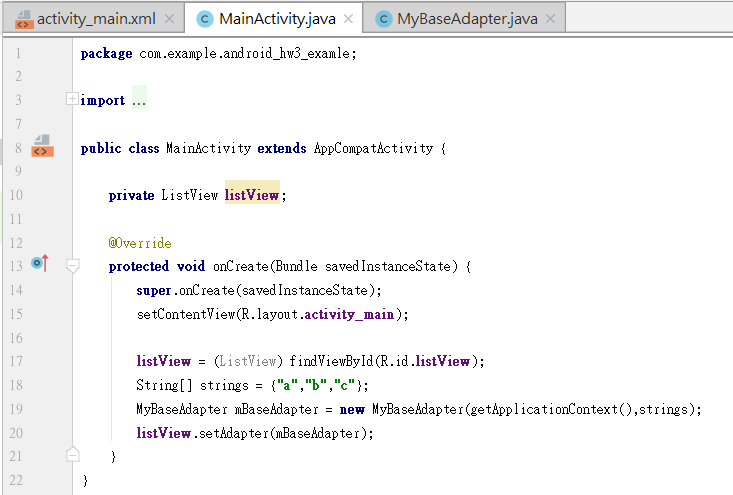 activity_main.xml MainActivity.java MyBaseAdapter.java
1 package com.example.android_hw3_examle;
2
3 import ...
7
8 public class MainActivity extends AppCompatActivity {
9
10 private ListView listView;
11
12 @Override
13 protected void onCreate(Bundle savedInstanceState) {
14 super.onCreate(savedInstanceState);
15 setContentView(R.layout.activity_main);
16
17 listView = (ListView) findViewById(R.id.listView);
18 String[] strings = {"a","b","c"};
19 MyBaseAdapter mBaseAdapter = new MyBaseAdapter(getApplicationContext(),strings);
20 listView.setAdapter(mBaseAdapter);
21 }
22 }